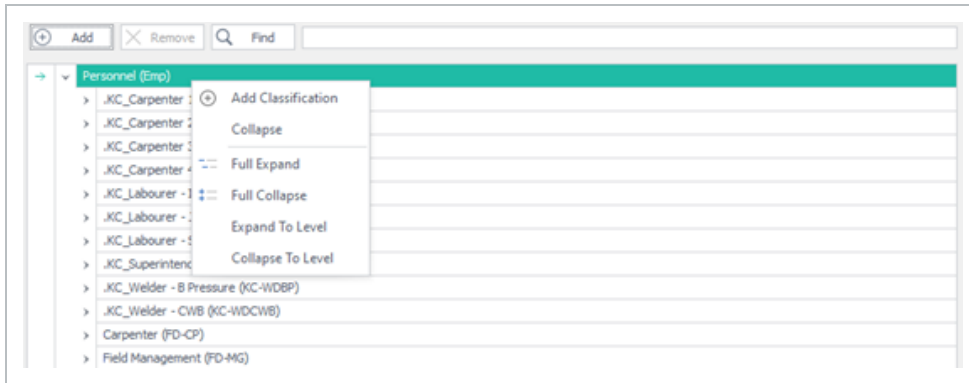 Add Remove Find
Personnel (Emp)
.KC_Carpenter
Add Classification
.KC_Carpenter 2
Collapse
.KC_Carpenter
.KC_Carpenter 4
Full Expand
.KC_Labourer -
Full Collapse
.KC_Labourer -
Expand To Level
.KC_Labourer -
.KC_Superintend
Collapse To Level
.KC_Welder - B Pressure (KC-WDBP)
.KC_Welder - CWB (KC-WDCWB)
Carpenter (FD-CP)
Field Management (FD-MG)